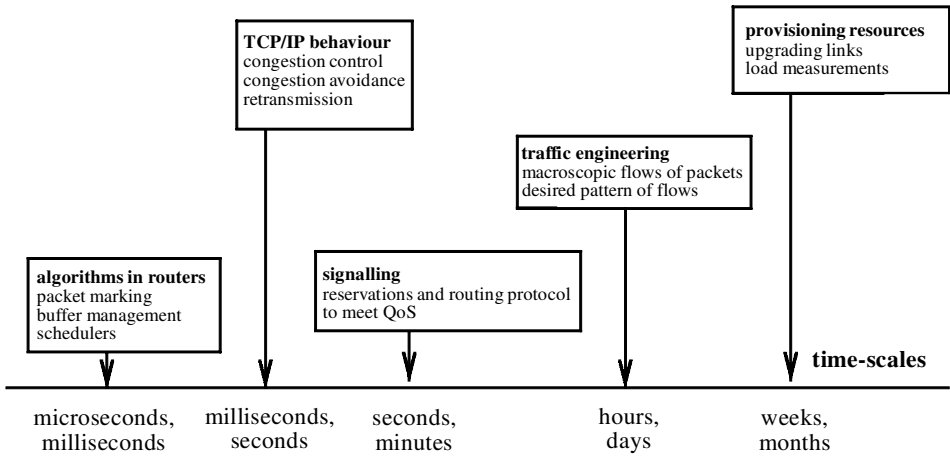 TCP/IP behaviour
congestion control
congestion avoidance
retransmission
provisioning resources
upgrading links
load measurements
traffic engineering
macroscopic flows of packets
desired pattern of flows
algorithms in routers
packet marking
buffer management
schedulers
signalling
reservations and routing protocol
to meet QoS
time-scales
microseconds,
milliseconds
milliseconds,
seconds
seconds,
minutes
hours,
days
weeks,
months